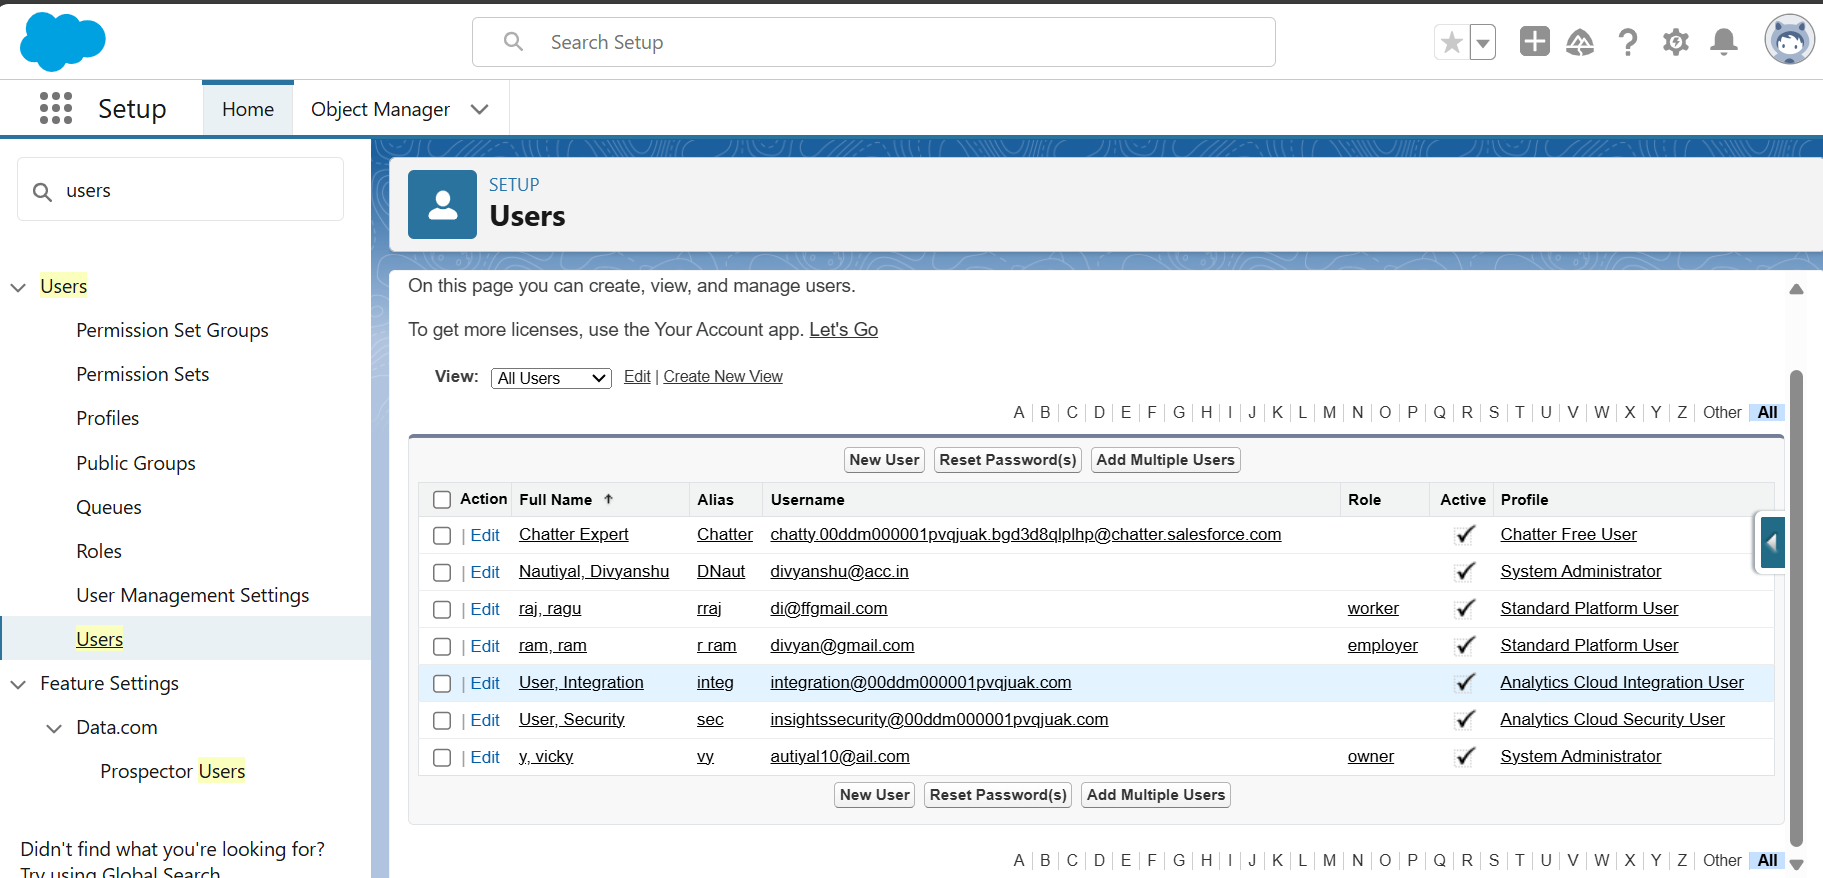 Search Setup
Setup
Home
Object Manager
users
Users
Permission Set Groups
Permission Sets
Profiles
Public Groups
Queues
Roles
User Management Settings
Users
Feature Settings
Data.com
Prospector Users
Didn't find what you're looking for?
Try using Global Search
SETUP
Users
On this page you can create, view, and manage users.
To get more licenses, use the Your Account app. Let's Go
View: All Users Edit | Create New View
A | B | C | D | E | F | G | H | I | J | K | L | M | N | O | P | Q | R | S | T | U | V | W | X | Y | Z | Other | All
New User Reset Password(s) Add Multiple Users
Action Full Name ↑ Alias Username Role Active Profile
| Edit Chatter Expert Chatter chatty.00ddm000001pvqjuak.bgd3d8qlplhp@chatter.salesforce.com Chatter Free User
| Edit Nautiyal, Divyanshu DNaut divyanshu@acc.in System Administrator
| Edit raj, ragu rraj di@ffgmail.com worker Standard Platform User
| Edit ram, ram r ram divyan@gmail.com employer Standard Platform User
| Edit User, Integration integ integration@00ddm000001pvqjuak.com Analytics Cloud Integration User
| Edit User, Security sec insightssecurity@00ddm000001pvqjuak.com Analytics Cloud Security User
| Edit y, vicky vy autiyal10@ail.com owner System Administrator
New User Reset Password(s) Add Multiple Users
A | B | C | D | E | F | G | H | I | J | K | L | M | N | O | P | Q | R | S | T | U | V | W | X | Y | Z | Other | All